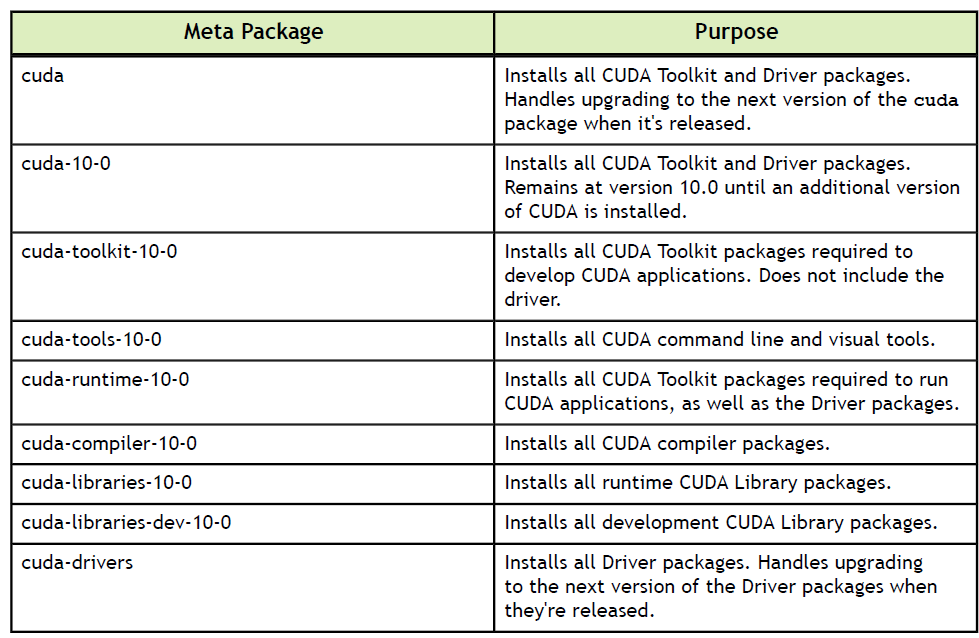 Meta Package
Purpose
cuda
Installs all CUDA Toolkit and Driver packages.
Handles upgrading to the next version of the cuda
package when it's released.
cuda-10-0
Installs all CUDA Toolkit and Driver packages.
Remains at version 10.0 until an additional version
of CUDA is installed.
cuda-toolkit-10-0
Installs all CUDA Toolkit packages required to
develop CUDA applications. Does not include the
driver.
cuda-tools-10-0
Installs all CUDA command line and visual tools.
cuda-runtime-10-0
Installs all CUDA Toolkit packages required to run
CUDA applications, as well as the Driver packages.
cuda-compiler-10-0
Installs all CUDA compiler packages.
cuda-libraries-10-0
Installs all runtime CUDA Library packages.
cuda-libraries-dev-10-0
Installs all development CUDA Library packages.
cuda-drivers
Installs all Driver packages. Handles upgrading
to the next version of the Driver packages when
they're released.